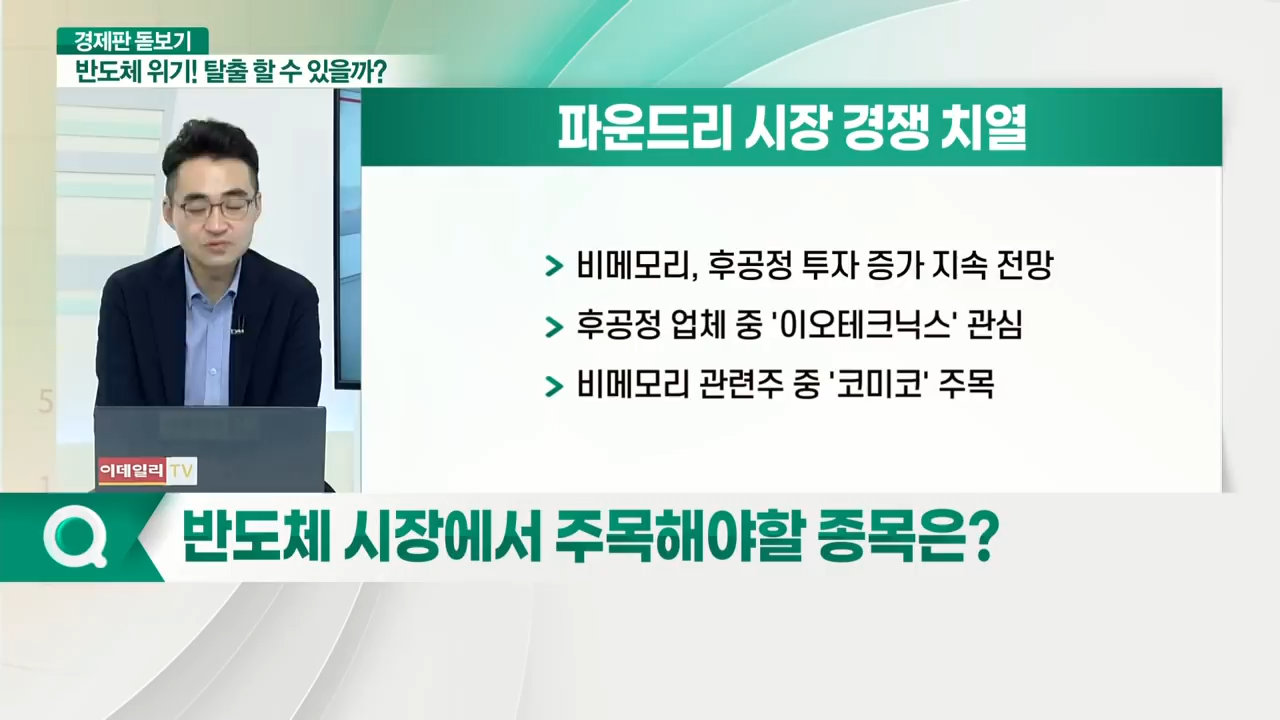 경제판 돋보기
반도체 위기! 탈출 할 수 있을까?
파운드리 시장 경쟁 치열
> 비메모리, 후공정 투자 증가 지속 전망
> 후공정 업체 중 '이오테크닉스' 관심
> 비메모리 관련주 중 '코미코' 주목
5
1
이데일리 TV
Q 반도체 시장에서 주목해야할 종목은?